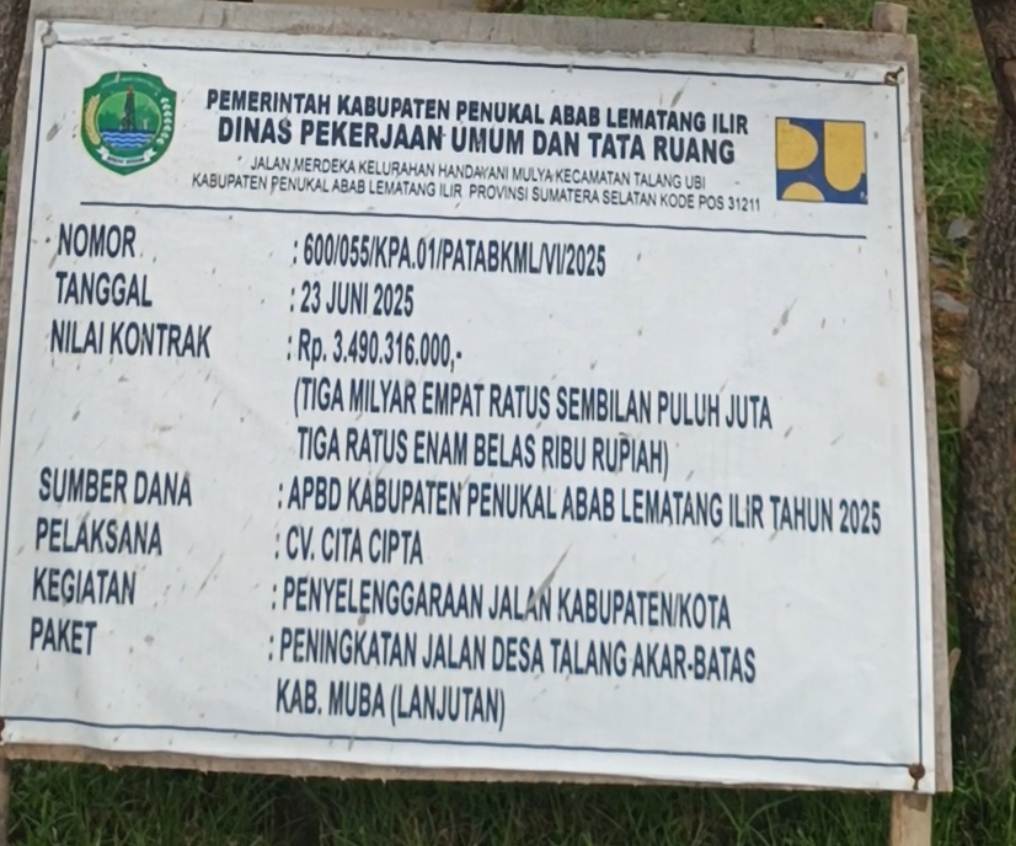 PEMERINTAH KABUPATEN PENUKAL ABAB LEMATANG ILIR
DINAS PEKERJAAN UMUM DAN TATA RUANG
JALAN MERDEKA KELURAHAN HANDAYANI MULYA KECAMATAN TALANG UBI
KABUPATEN PENUKAL ABAB LEMATANG ILIR PROVINSI SUMATERA SELATAN KODE POS 31211
NOMOR : 600/055/KPA.01/PATABKML/VI/2025
TANGGAL : 23 JUNI 2025
NILAI KONTRAK : Rp. 3.490.316.000,-
(TIGA MILYAR EMPAT RATUS SEMBILAN PULUH JUTA
TIGA RATUS ENAM BELAS RIBU RUPIAH)
SUMBER DANA : APBD KABUPATEN PENUKAL ABAB LEMATANG ILIR TAHUN 2025
PELAKSANA : CV. CITA CIPTA
KEGIATAN : PENYELENGGARAAN JALAN KABUPATEN/KOTA
PAKET : PENINGKATAN JALAN DESA TALANG AKAR-BATAS
KAB. MUBA (LANJUTAN)